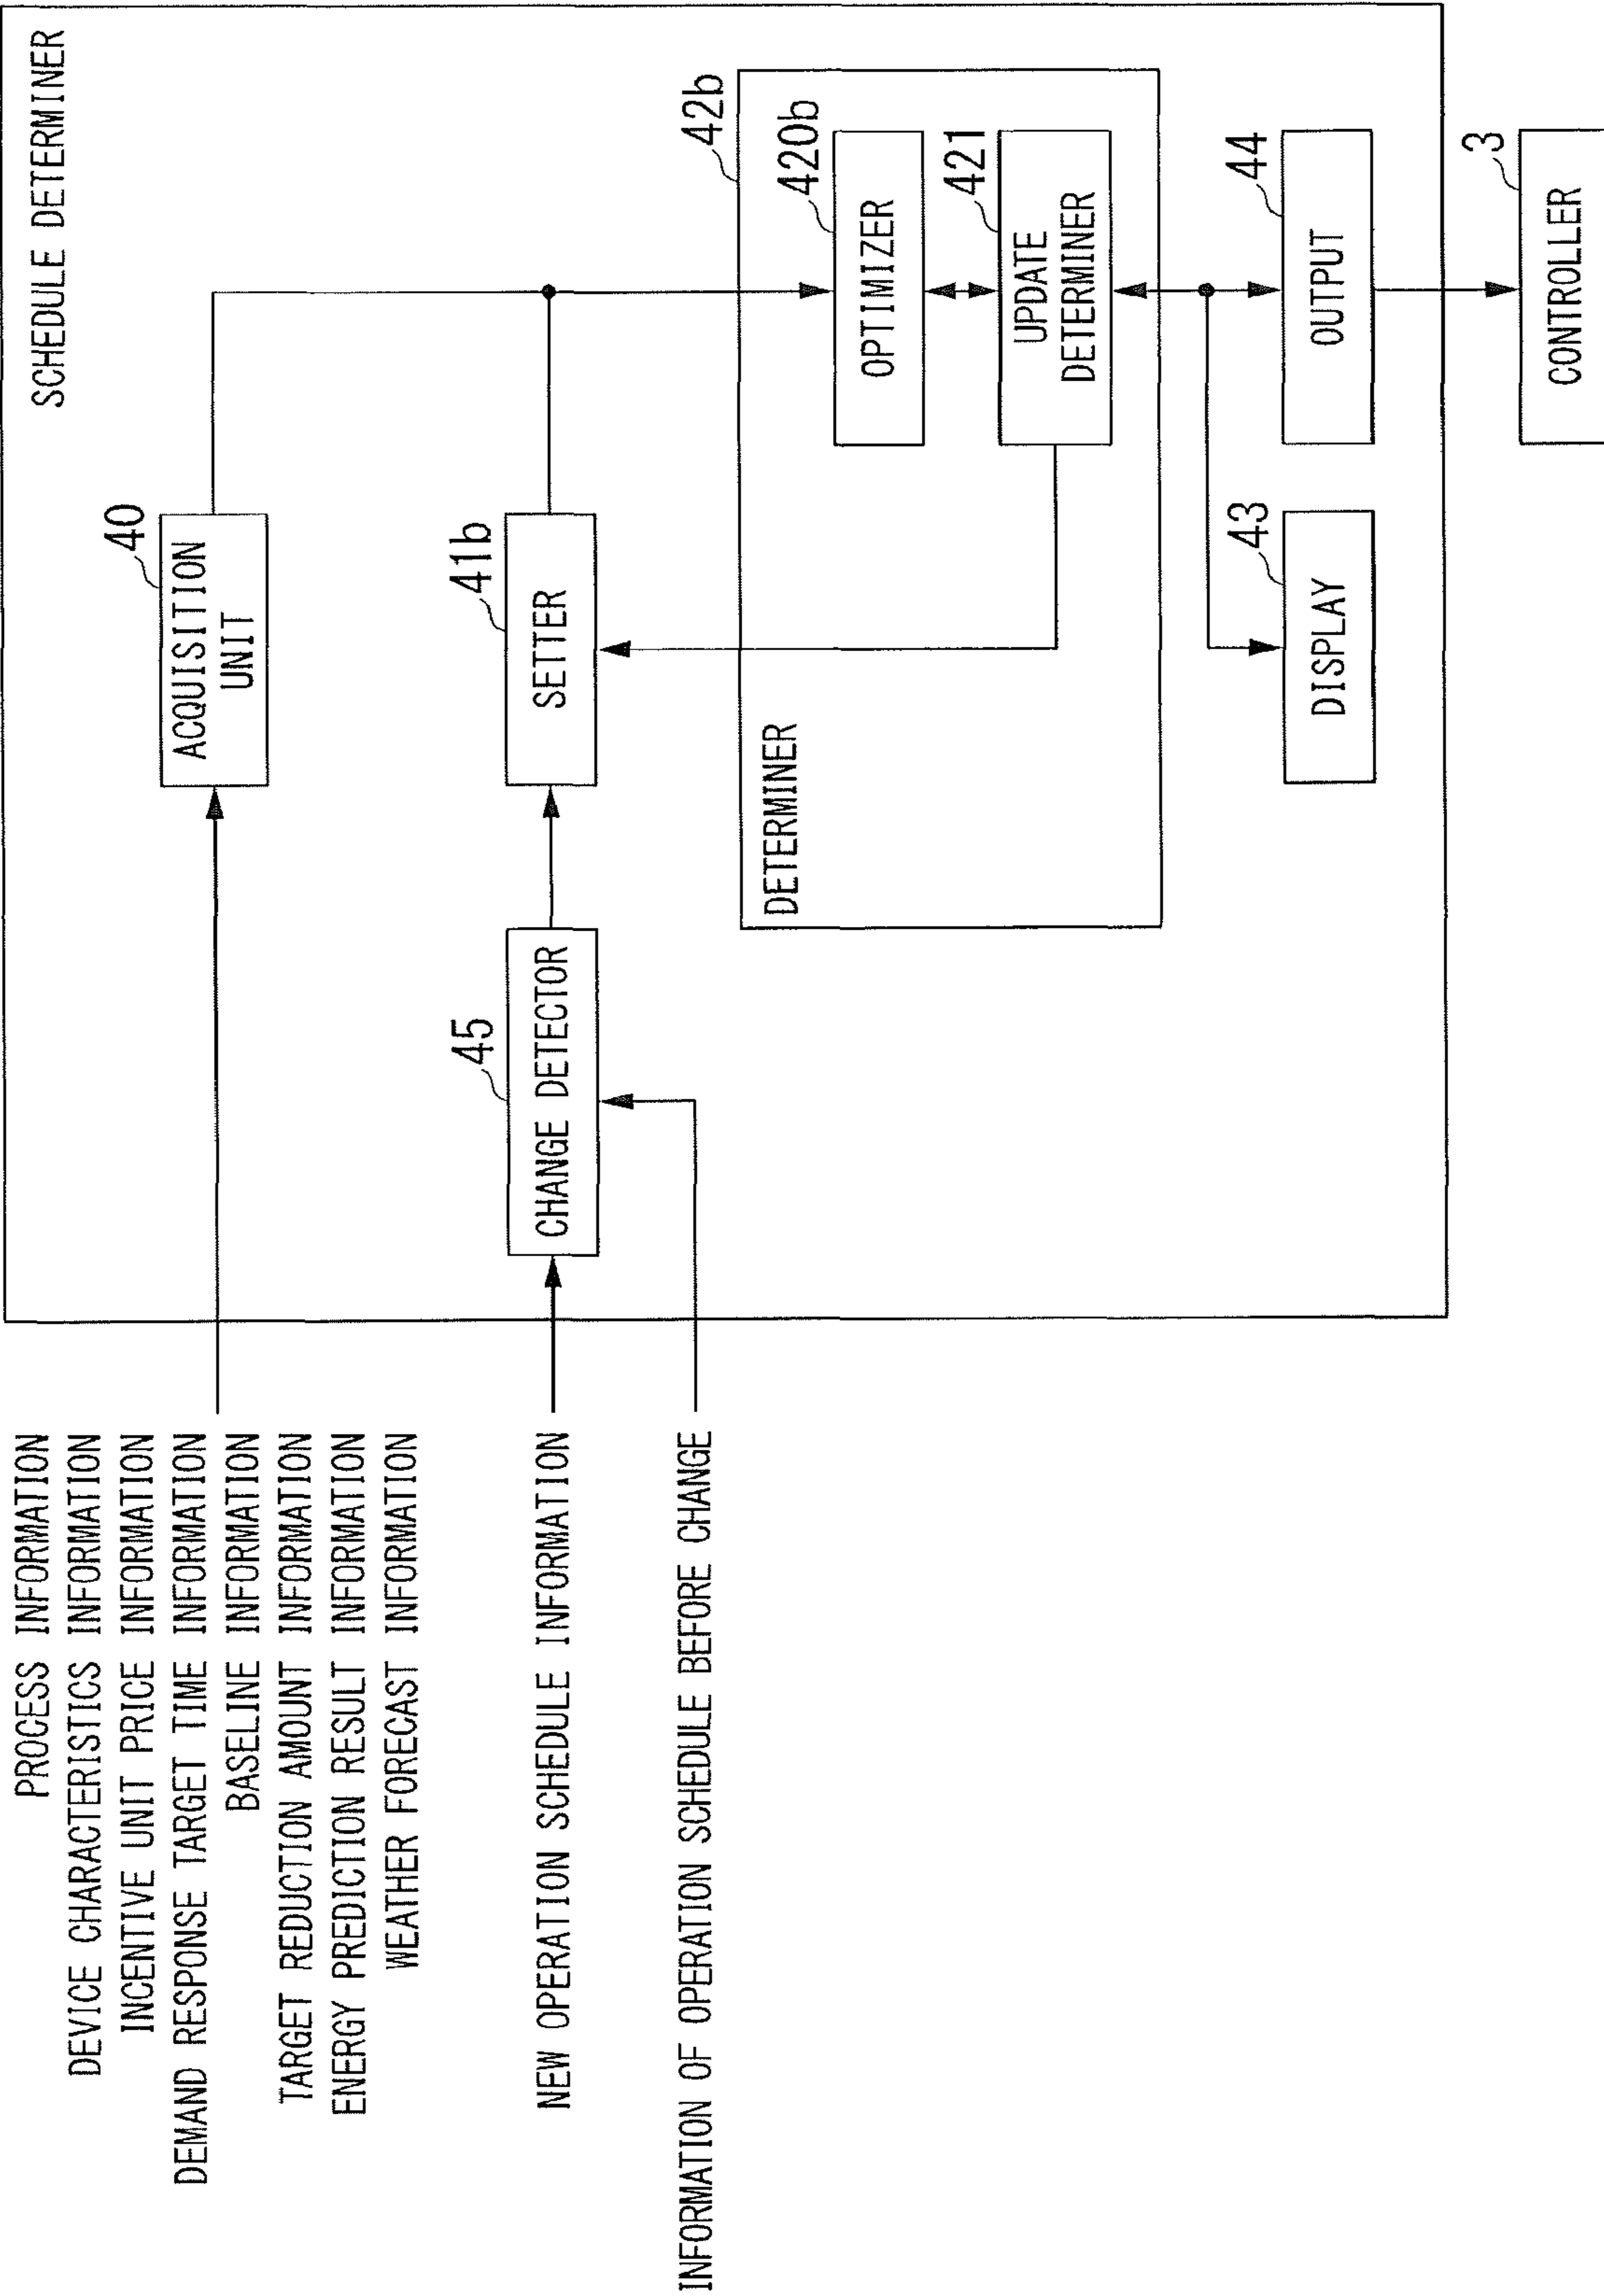 SCHEDULE DETERMINER
PROCESS INFORMATION
DEVICE CHARACTERISTICS INFORMATION
INCENTIVE UNIT PRICE INFORMATION
DEMAND RESPONSE TARGET TIME INFORMATION
BASELINE INFORMATION
TARGET REDUCTION AMOUNT INFORMATION
ENERGY PREDICTION RESULT INFORMATION
WEATHER FORECAST INFORMATION
40
ACQUISITION
UNIT
NEW OPERATION SCHEDULE INFORMATION
45
CHANGE DETECTOR
41b
SETTER
INFORMATION OF OPERATION SCHEDULE BEFORE CHANGE
42b
DETERMINER
420b
OPTIMIZER
421
UPDATE
DETERMINER
43
DISPLAY
44
OUTPUT
3
CONTROLLER